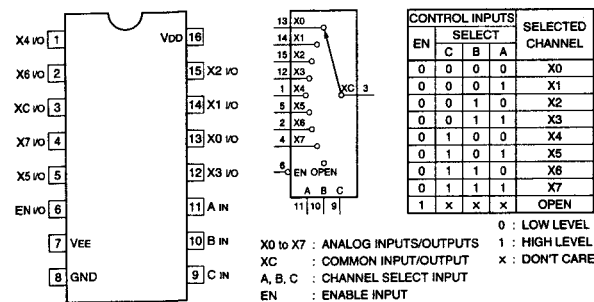 X4 I/O 1
X6 I/O 2
XC I/O 3
X7 I/O 4
X5 I/O 5
EN I/O 6
7 VEE
8 GND
VDD 16
15 X2 I/O
14 X1 I/O
13 X0 I/O
12 X3 I/O
11 A IN
10 B IN
9 C IN
13 X0
14 X1
15 X2
12 X3
1 X4
5 X5
2 X6
4 X7
XC 3
6 EN OPEN
A B C
11 10 9
X0 to X7 : ANALOG INPUTS/OUTPUTS
XC : COMMON INPUT/OUTPUT
A, B, C : CHANNEL SELECT INPUT
EN : ENABLE INPUT
CONTROL INPUTS SELECTED CHANNEL
EN SELECT
C B A
0 0 0 0 X0
0 0 0 1 X1
0 0 1 0 X2
0 0 1 1 X3
0 1 0 0 X4
0 1 0 1 X5
0 1 1 0 X6
0 1 1 1 X7
1 x x x OPEN
0 : LOW LEVEL
1 : HIGH LEVEL
x : DON'T CARE